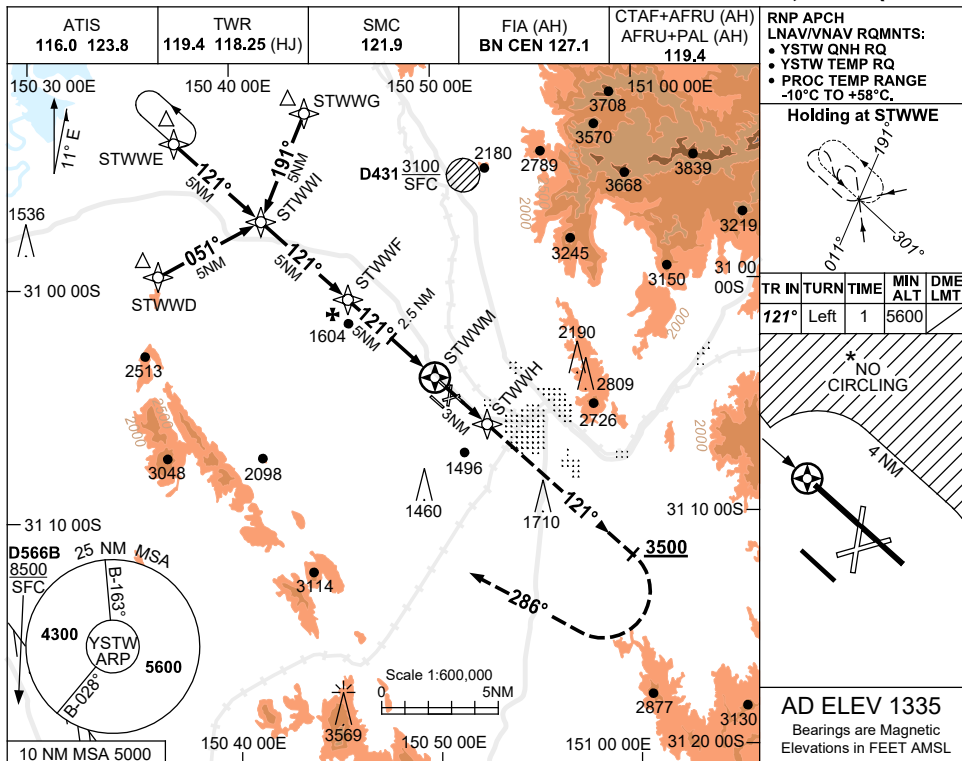 ATIS
116.0 123.8
TWR
119.4 118.25 (HJ)
SMC
121.9
FIA (AH)
BN CEN 127.1
CTAF+AFRU (AH)
AFRU+PAL (AH)
119.4
RNP APCH
LNAV/VNAV RQMNTS:
• YSTW QNH RQ
• YSTW TEMP RQ
• PROC TEMP RANGE
-10°C TO +58°C.
150 30 00E
150 40 00E
150 50 00E
151 00 00E
11° E
STWWE
STWWG
121°
5NM
191°
5NM
STWWI
D431
3100
SFC
2180
2789
3708
3570
3668
3839
3219
3245
3150
2000
2000
1536
051°
5NM
STWWD
121°
5NM
STWWF
31 00 00S
31 00
00S
1604
121°
5NM
2.5 NM
STWWM
3NM
STWWH
2190
2809
2726
2513
2500
2000
3048
2098
1496
1460
1710
2000
121°
3500
286°
31 10 00S
31 10 00S
3114
D566B
8500
SFC
25 NM MSA
B-163°
4300
YSTW
ARP
5600
B-028°
10 NM MSA 5000
Scale 1:600,000
0
5NM
3569
2877
3130
150 40 00E
150 50 00E
151 00 00E
31 20 00S
Holding at STWWE
191°
011°
301°
TR IN
TURN
TIME
MIN
ALT
DME
LMT
121°
Left
1
5600
*NO
CIRCLING
4 NM
AD ELEV 1335
Bearings are Magnetic
Elevations in FEET AMSL